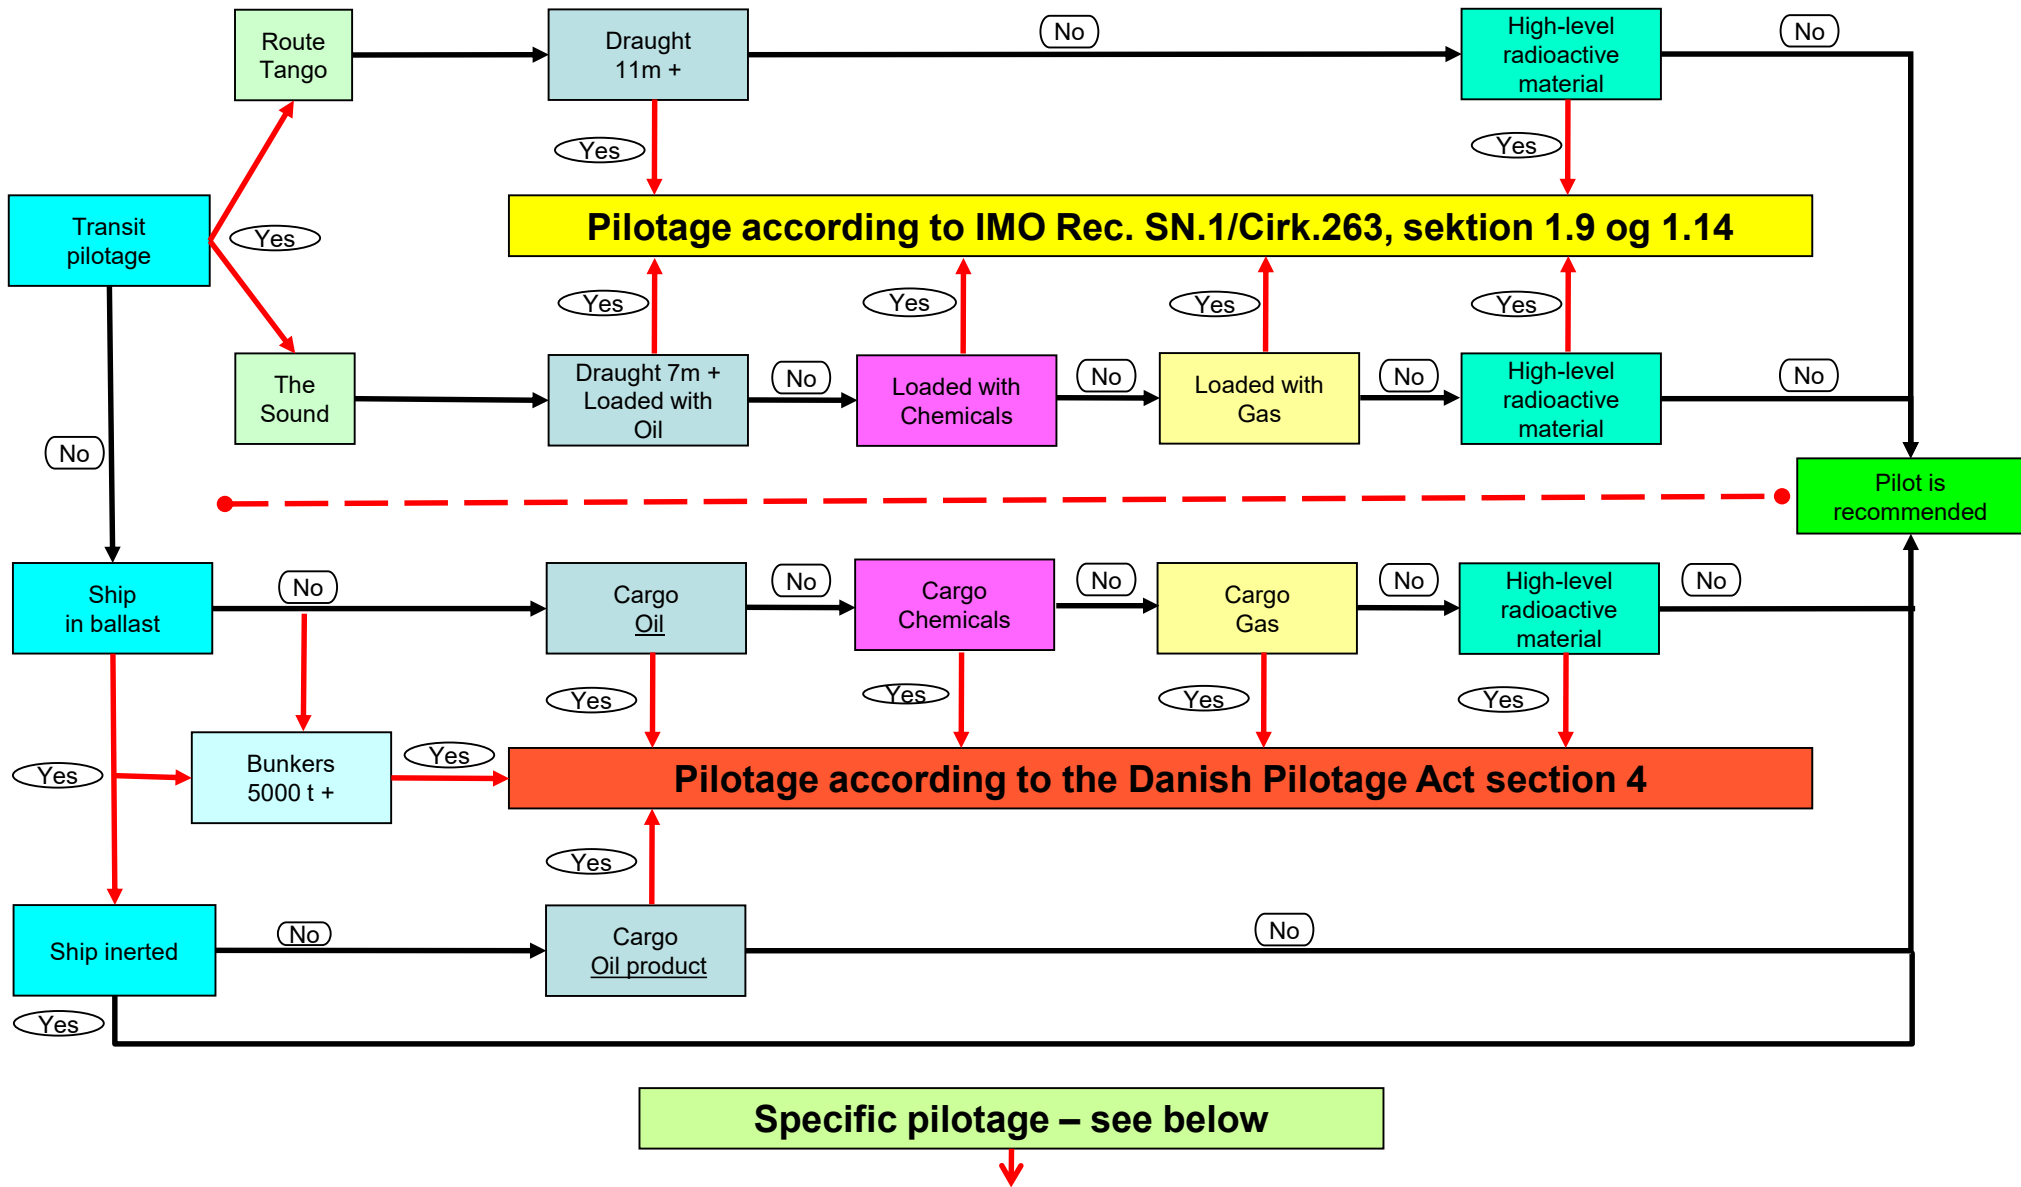 Route
Tango
Draught
11m +
No
High-level
radioactive
material
No
Yes
Yes
Transit
pilotage
Yes
Pilotage according to IMO Rec. SN.1/Cirk.263, sektion 1.9 og 1.14
Yes
Yes
Yes
Yes
The
Sound
Draught 7m +
Loaded with
Oil
No
Loaded with
Chemicals
No
Loaded with
Gas
No
High-level
radioactive
material
No
No
Pilot is
recommended
Ship
in ballast
No
Cargo
Oil
No
Cargo
Chemicals
No
Cargo
Gas
No
High-level
radioactive
material
No
Yes
Yes
Yes
Yes
Yes
Bunkers
5000 t +
Yes
Pilotage according to the Danish Pilotage Act section 4
Yes
Ship inerted
No
Cargo
Oil product
No
Yes
Specific pilotage – see below